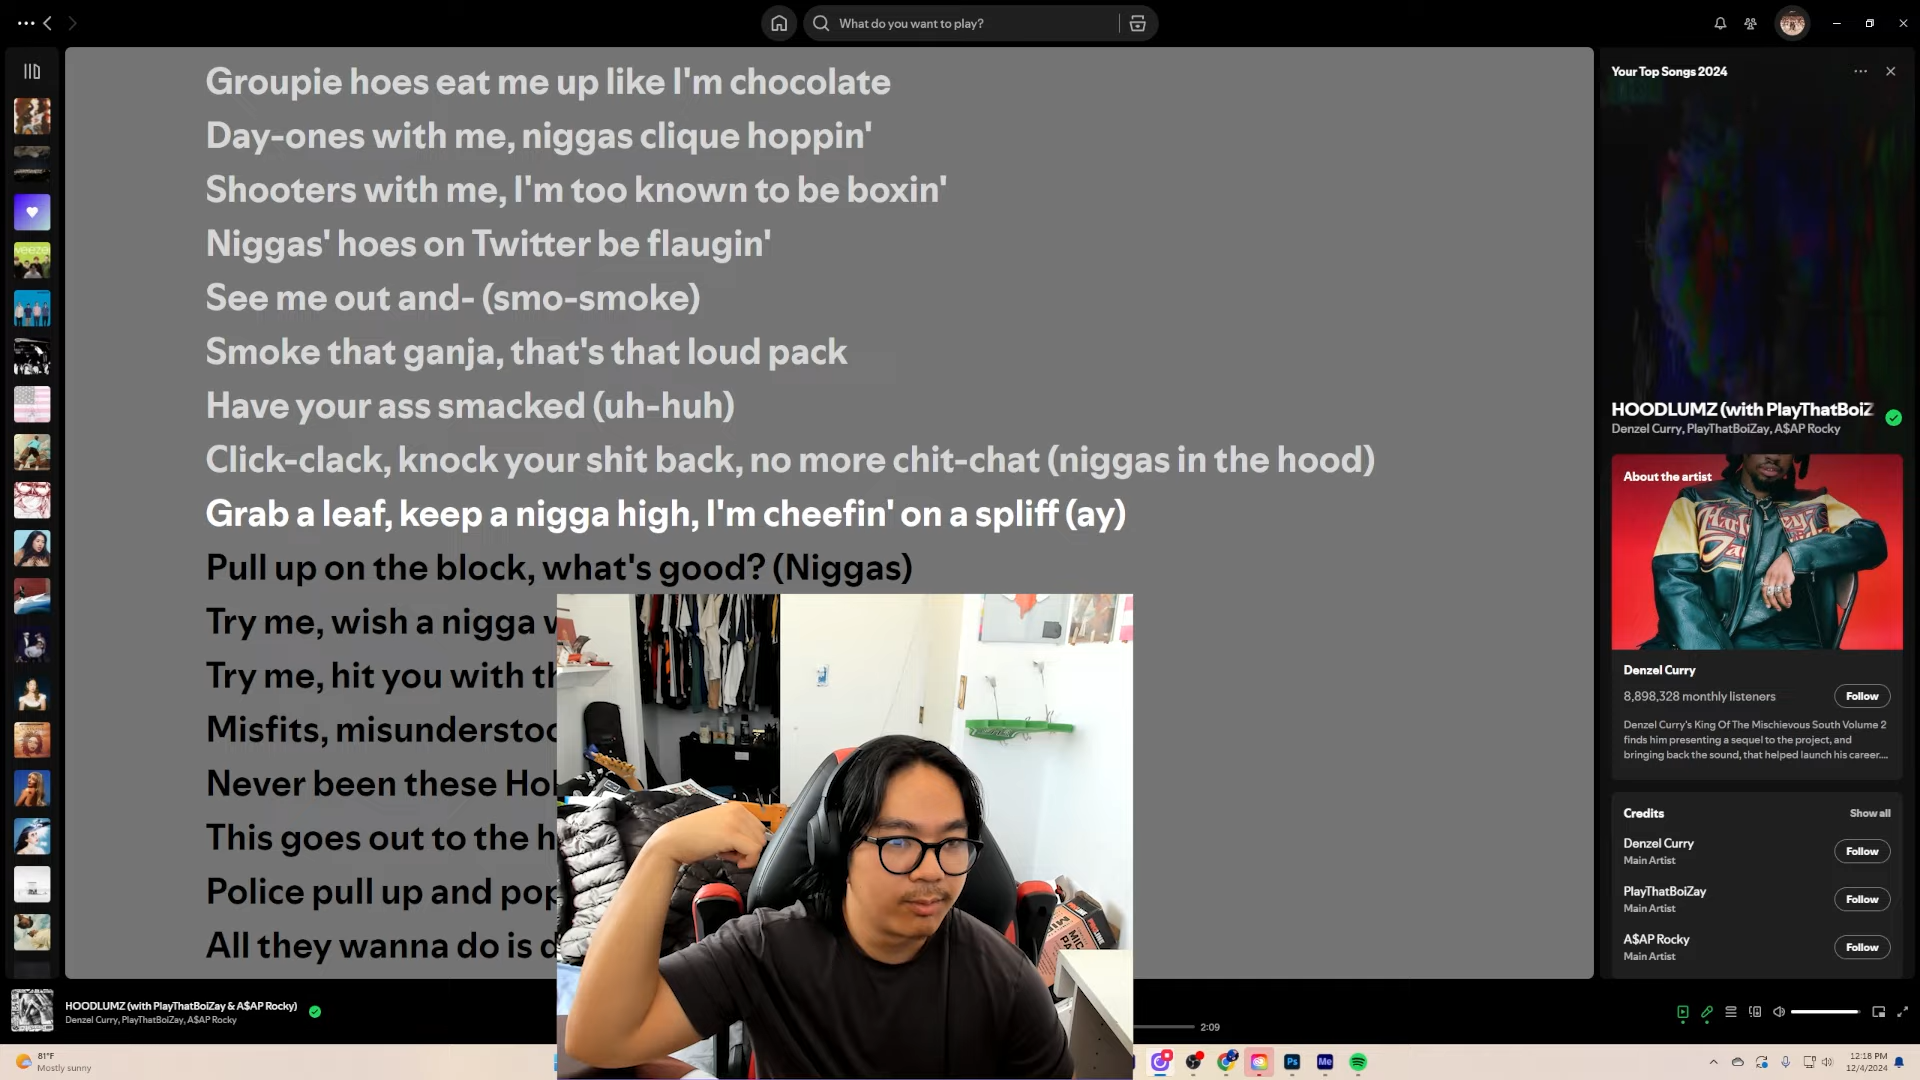 What do you want to play?
Groupie hoes eat me up like I'm chocolate
Day-ones with me, niggas clique hoppin'
Shooters with me, I'm too known to be boxin'
Niggas' hoes on Twitter be flaugin'
See me out and- (smo-smoke)
Smoke that ganja, that's that loud pack
Have your ass smacked (uh-huh)
Click-clack, knock your shit back, no more chit-chat (niggas in the hood)
Grab a leaf, keep a nigga high, I'm cheefin' on a spliff (ay)
Pull up on the block, what's good? (Niggas)
Try me, wish a nigga
Try me, hit you with
Misfits,
Never been these
This goes out to the
Police pull up and
All they wanna do is
Your Top Songs 2024
HOODLUMZ (with PlayThatBoiZ
Denzel Curry, PlayThatBoiZay, A$AP Rocky
About the artist
Denzel Curry
8,898,328 monthly listeners
Follow
Denzel Curry's King Of The Mischievous South Volume 2
finds him presenting a sequel to the project, and
bringing back the sound, that helped launch his career....
Credits
Show all
Denzel Curry
Main Artist
Follow
PlayThatBoiZay
Main Artist
Follow
A$AP Rocky
Main Artist
Follow
HOODLUMZ (with PlayThatBoiZay & A$AP Rocky)
Denzel Curry, PlayThatBoiZay, A$AP Rocky
2:09
81°F
Mostly sunny
Ps
Me
12:18 PM
12/4/2024